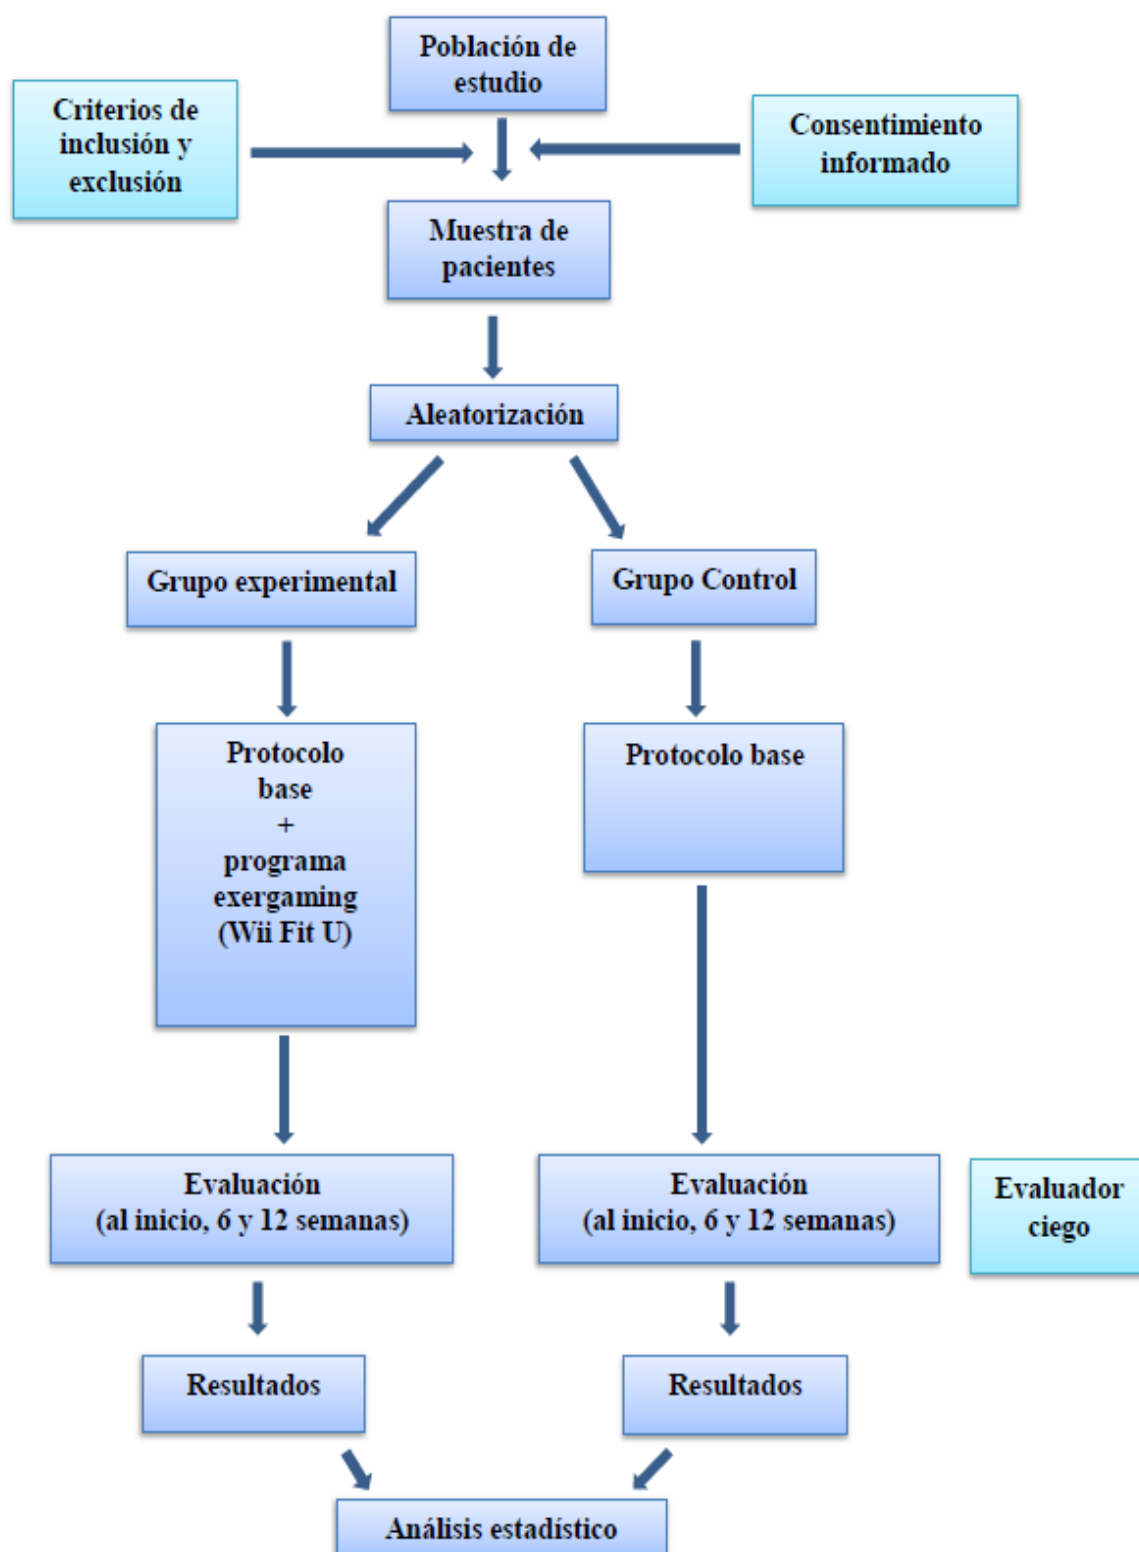 Población de
estudio
Criterios de
inclusión y
exclusión
Consentimiento
informado
Muestra de
pacientes
Aleatorización
Grupo experimental
Grupo Control
Protocolo
base
+
programa
exergaming
(Wii Fit U)
Protocolo base
Evaluación
(al inicio, 6 y 12 semanas)
Evaluación
(al inicio, 6 y 12 semanas)
Evaluador
ciego
Resultados
Resultados
Análisis estadístico